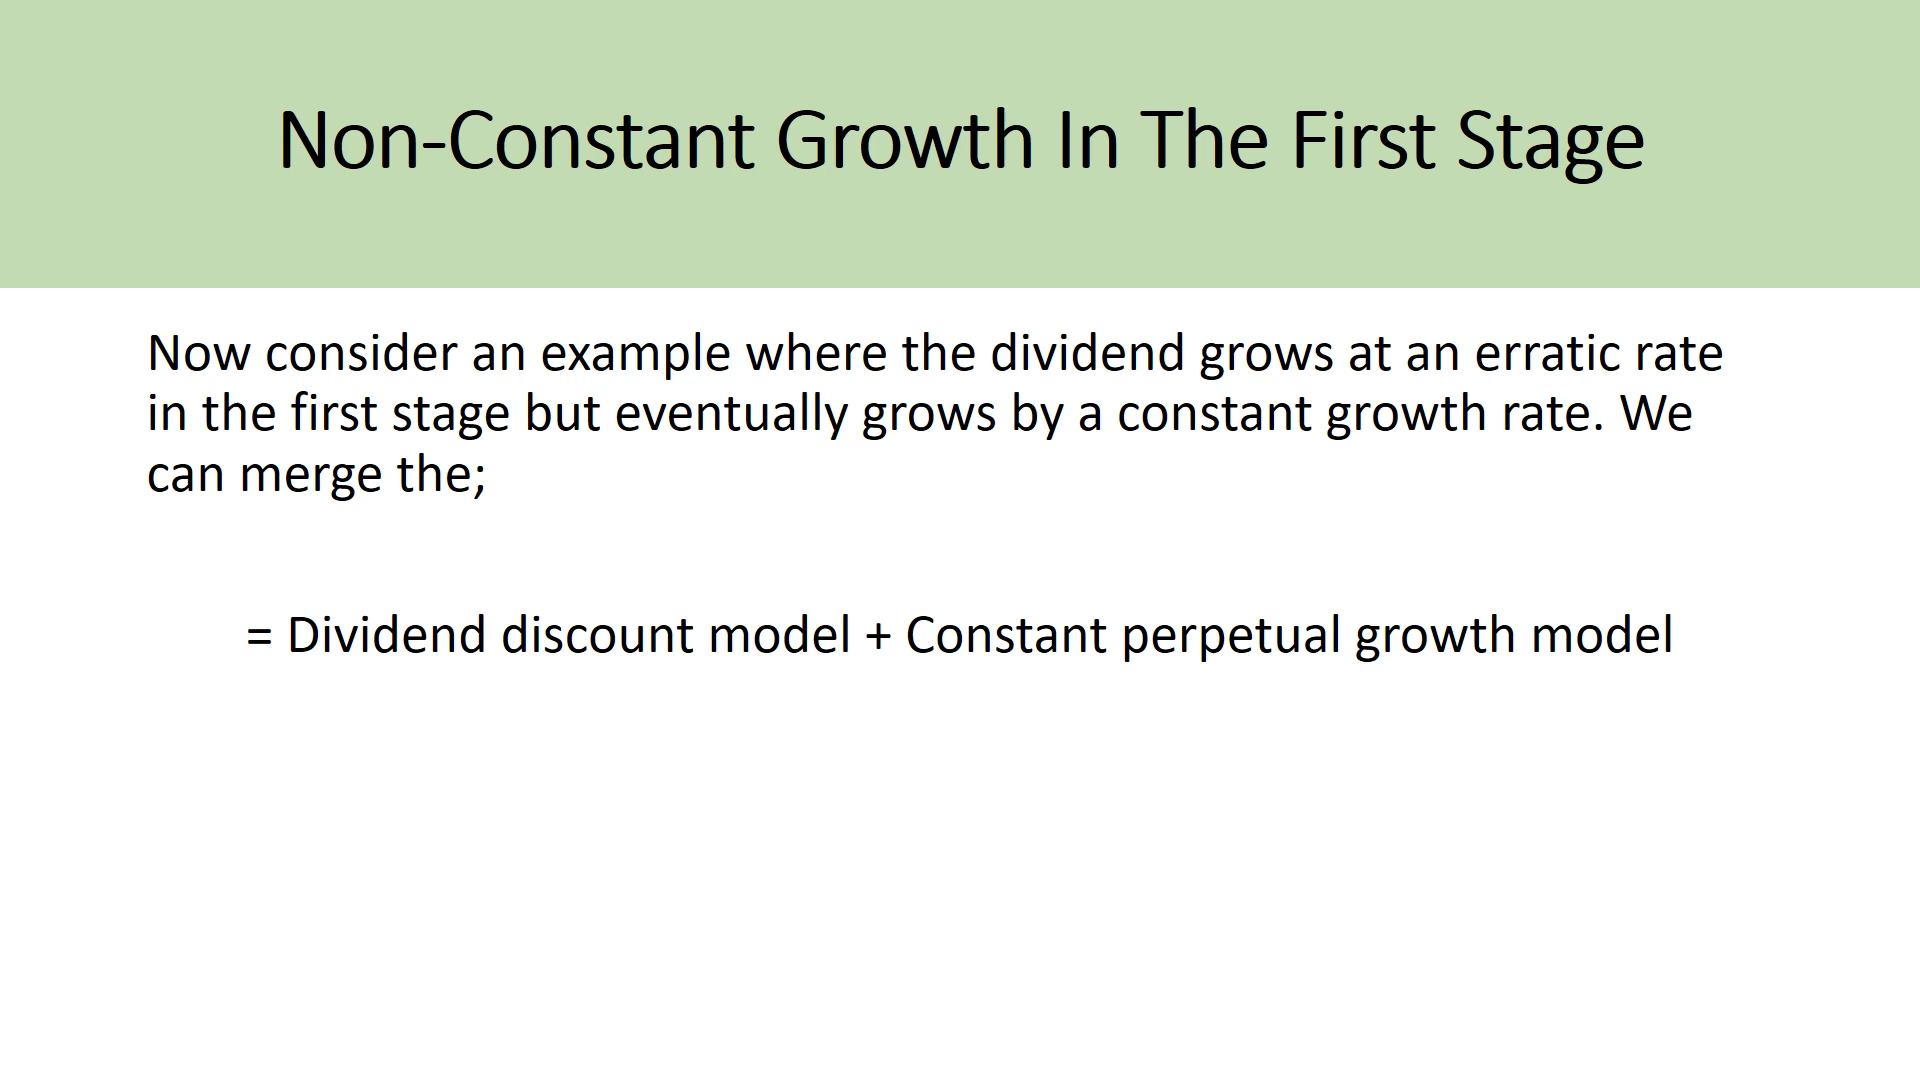 Non-Constant Growth In The First Stage
Now consider an example where the dividend grows at an erratic rate
in the first stage but eventually grows by a constant growth rate. We
can merge the;
= Dividend discount model + Constant perpetual growth model